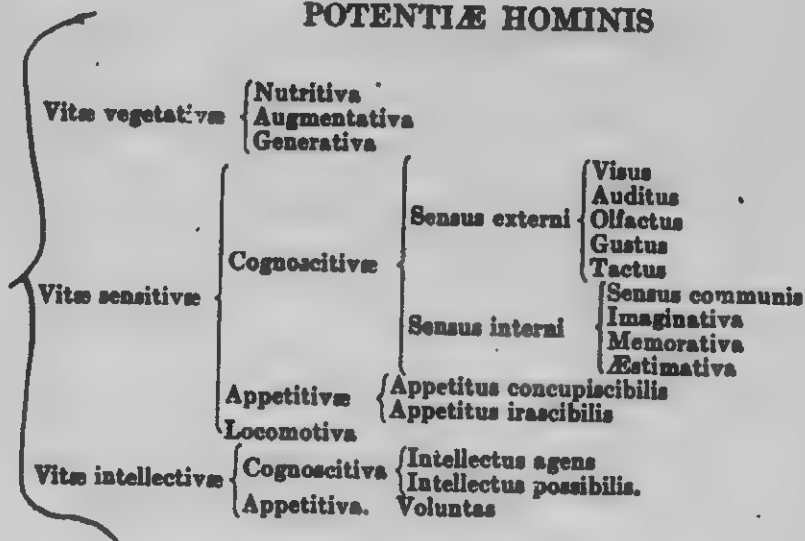 POTENTIÆ HOMINIS
Vitæ vegetativæ
Nutritiva
Augmentativa
Generativa
Vitæ sensitivæ
Cognoscitivæ
Sensus externi
Visus
Auditus
Olfactus
Gustus
Tactus
Sensus interni
Sensus communis
Imaginativa
Memorativa
Æstimativa
Appetitivæ
Appetitus concupiscibilis
Appetitus irascibilis
Locomotiva
Vitæ intellectivæ
Cognoscitiva
Intellectus agens
Intellectus possibilis.
Appetitiva. Voluntas